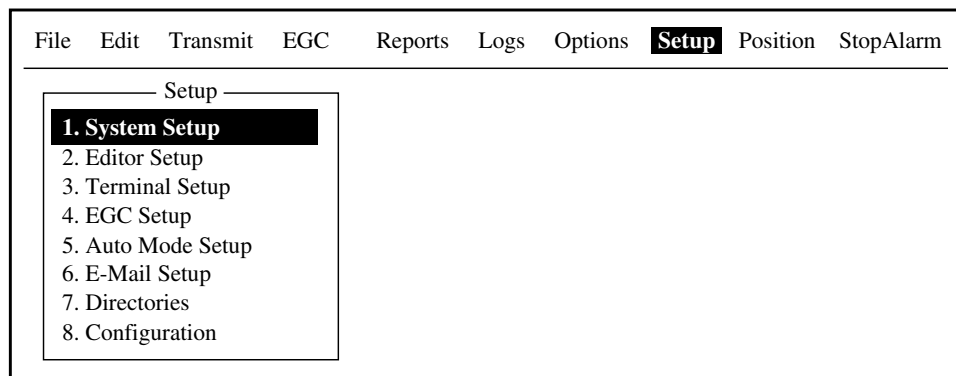 File Edit Transmit EGC Reports Logs Options Setup Position StopAlarm
Setup
1. System Setup
2. Editor Setup
3. Terminal Setup
4. EGC Setup
5. Auto Mode Setup
6. E-Mail Setup
7. Directories
8. Configuration